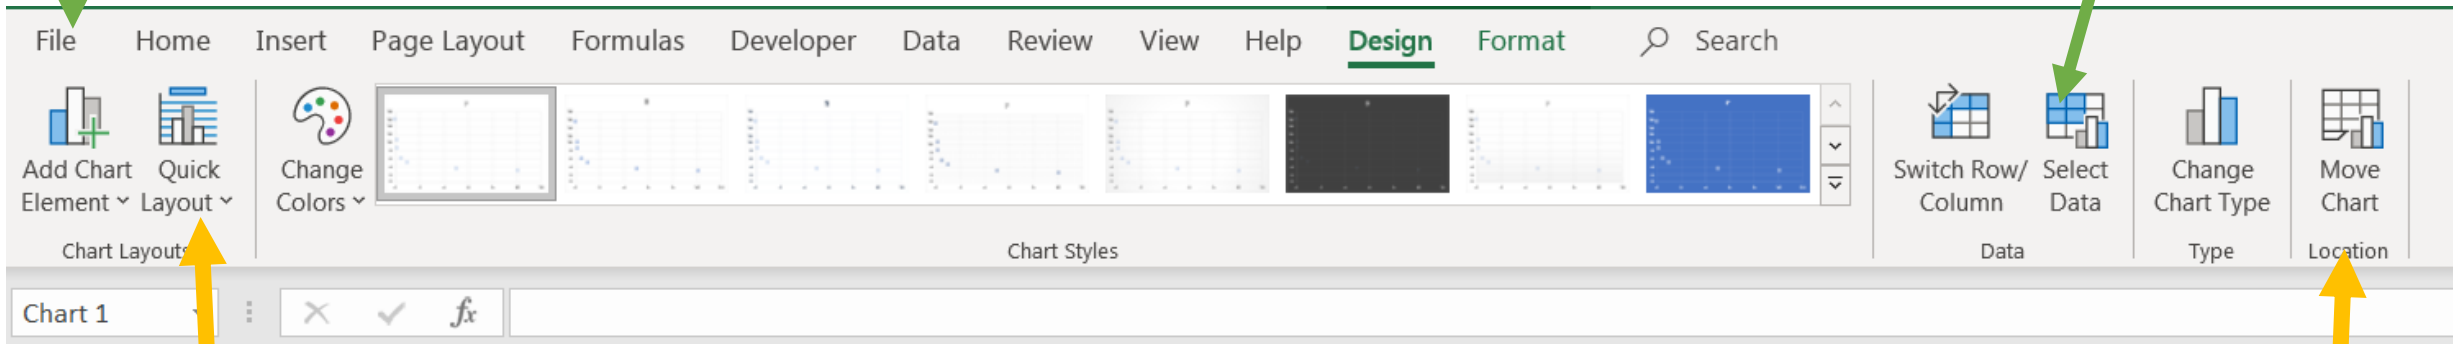 File Home Insert Page Layout Formulas Developer Data Review View Help Design Format Search
Add Chart Quick Change Switch Row/ Select Change Move
Element Layout Colors Column Data Chart Type Chart
Chart Layouts Chart Styles Data Type Location
Chart 1 fx